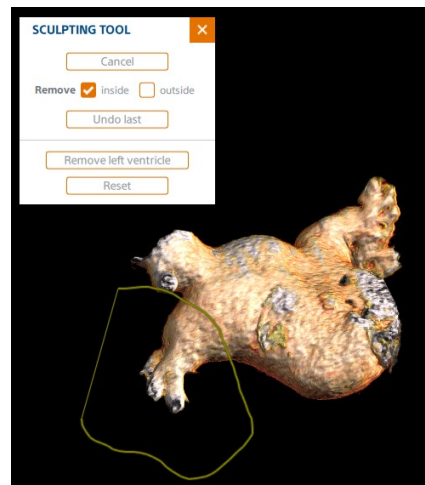 SCULPTING TOOL ×
Cancel
Remove inside outside
Undo last
Remove left ventricle
Reset